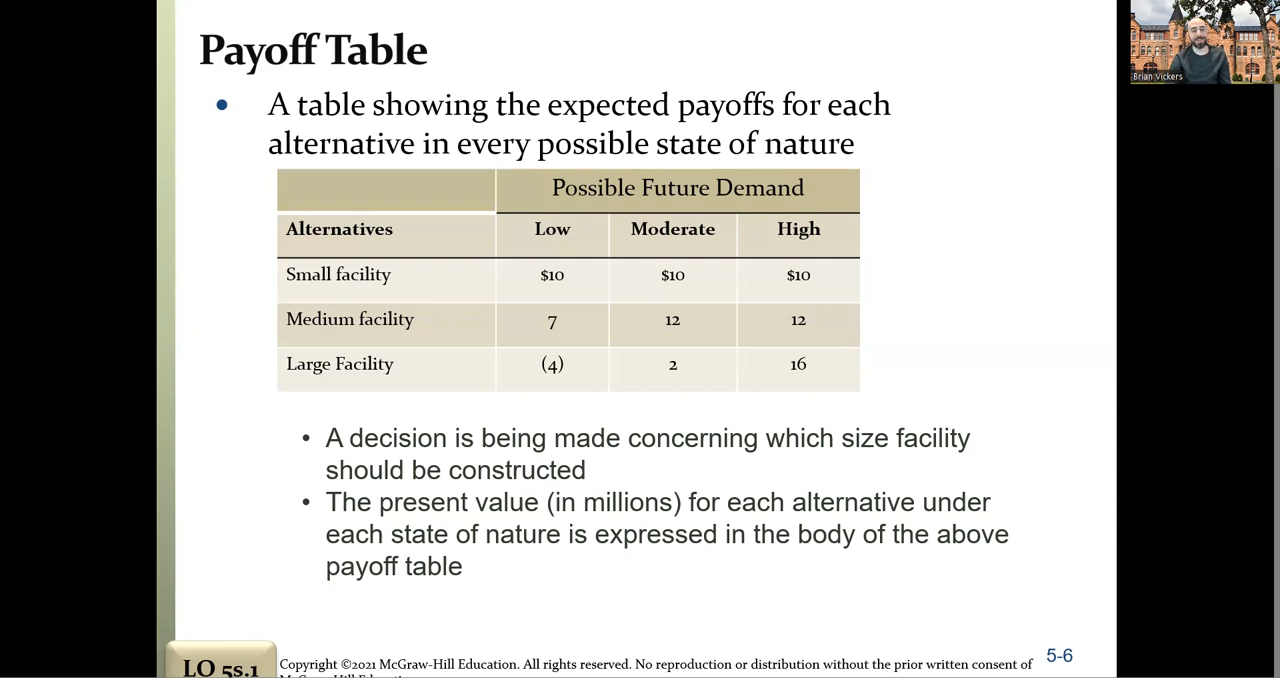 Payoff Table
• A table showing the expected payoffs for each
alternative in every possible state of nature
Possible Future Demand
Alternatives Low Moderate High
Small facility $10 $10 $10
Medium facility 7 12 12
Large Facility (4) 2 16
• A decision is being made concerning which size facility
should be constructed
• The present value (in millions) for each alternative under
each state of nature is expressed in the body of the above
payoff table
LO 5s.1
Copyright ©2021 McGraw-Hill Education. All rights reserved. No reproduction or distribution without the prior written consent of
5-6
Brian Vickers